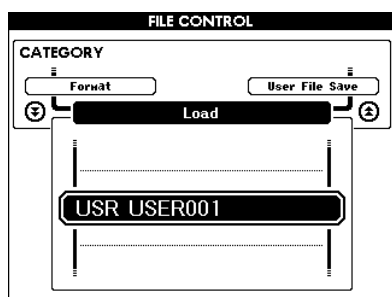 FILE CONTROL
CATEGORY
Format
User File Save
Load
USR USER001